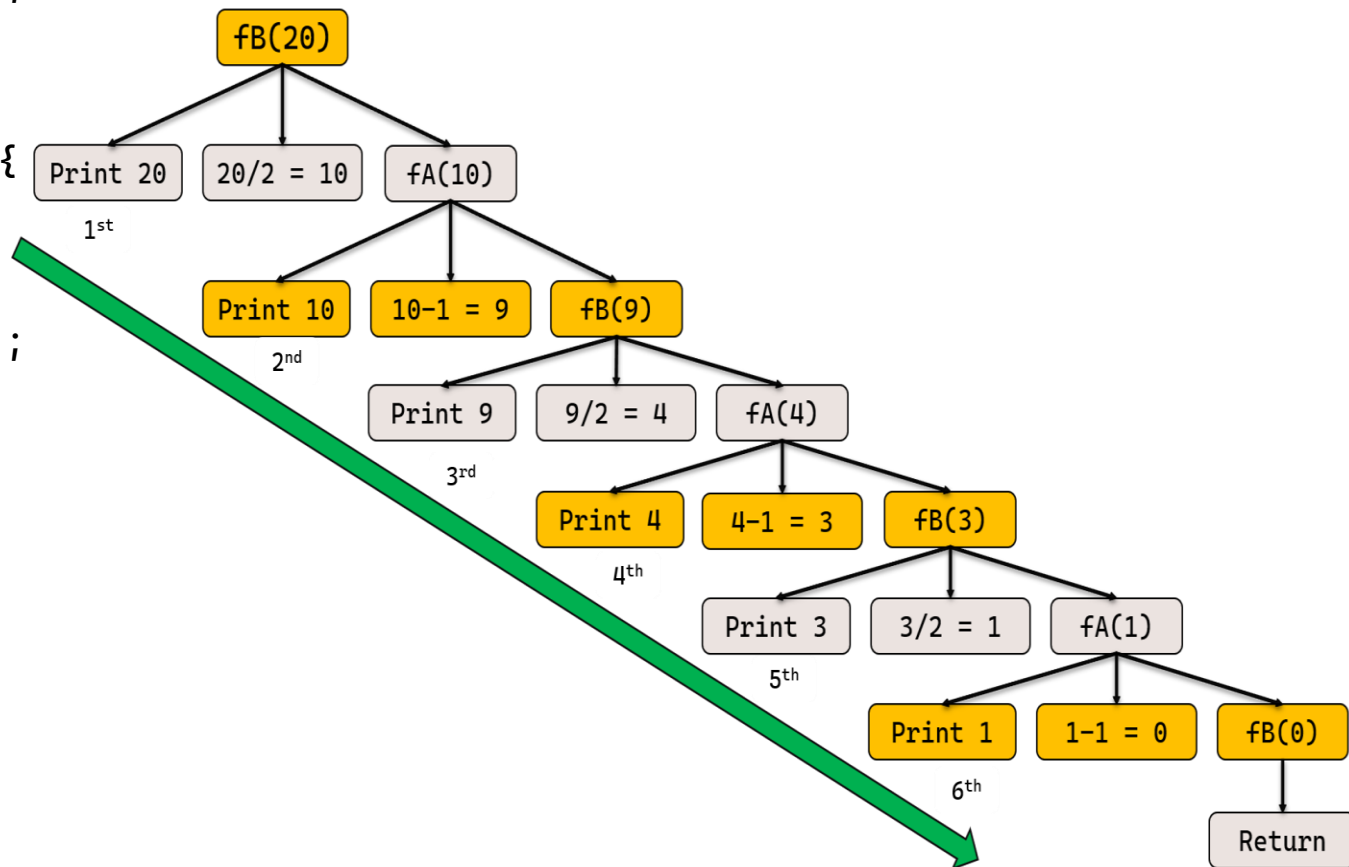 fB(20)
{ Print 20 20/2 = 10 fA(10)
1st
Print 10 10-1 = 9 fB(9)
;
2nd
Print 9 9/2 = 4 fA(4)
3rd
Print 4 4-1 = 3 fB(3)
4th
Print 3 3/2 = 1 fA(1)
5th
Print 1 1-1 = 0 fB(0)
6th
Return